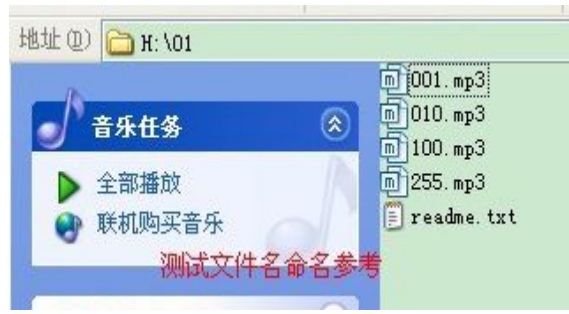 地址(D) H:\01
音乐任务
全部播放
联机购买音乐
测试文件名命名参考
001.mp3
010.mp3
100.mp3
255.mp3
readme.txt